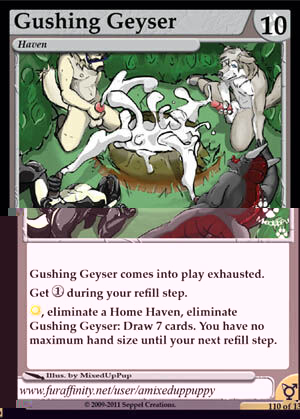 Gushing Geyser
10
Haven
Gushing Geyser comes into play exhausted.
Get 1 during your refill step.
, eliminate a Home Haven, eliminate
Gushing Geyser: Draw 7 cards. You have no
maximum hand size until your next refill step.
Illus. by MixedUpPup
www.furaffinity.net/user/amixeduppuppy
© 2009-2011 Seppel Creations.
110 of